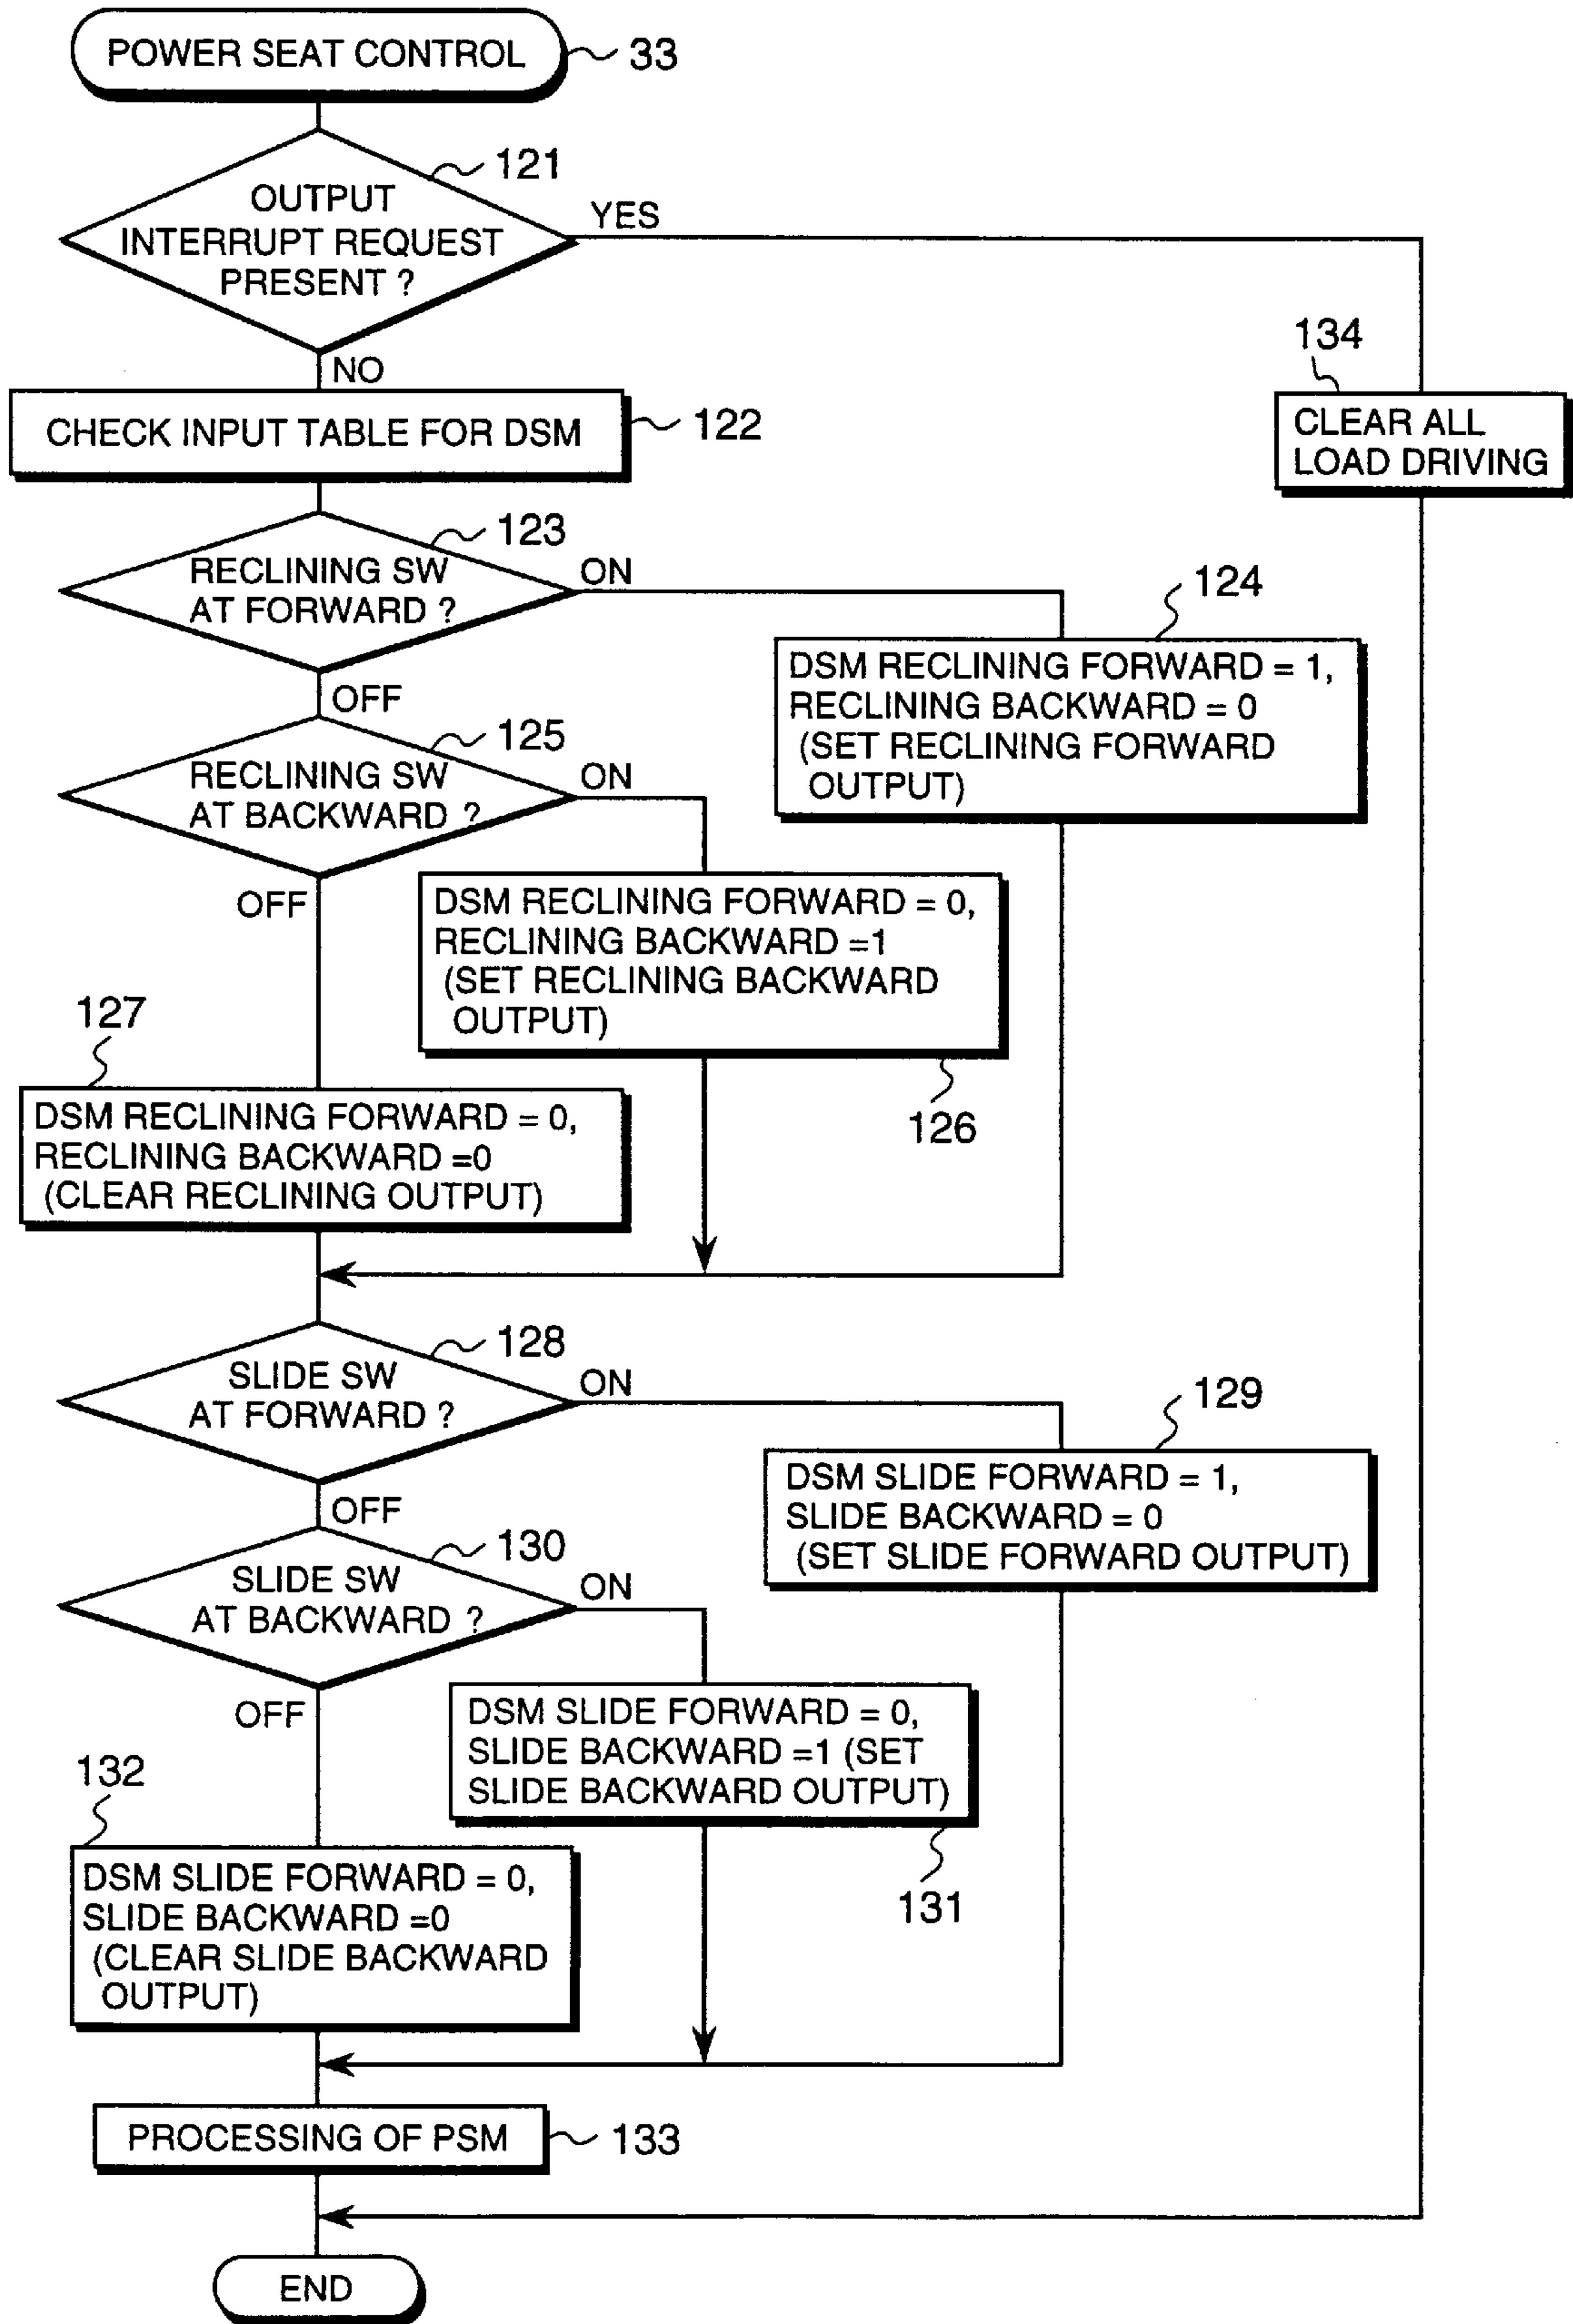 POWER SEAT CONTROL
33
121
OUTPUT
INTERRUPT REQUEST
PRESENT ?
YES
NO
134
CLEAR ALL
LOAD DRIVING
CHECK INPUT TABLE FOR DSM
122
123
RECLINING SW
AT FORWARD ?
ON
124
DSM RECLINING FORWARD = 1,
RECLINING BACKWARD = 0
(SET RECLINING FORWARD
OUTPUT)
OFF
125
RECLINING SW
AT BACKWARD ?
ON
OFF
DSM RECLINING FORWARD = 0,
RECLINING BACKWARD =1
(SET RECLINING BACKWARD
OUTPUT)
126
127
DSM RECLINING FORWARD = 0,
RECLINING BACKWARD =0
(CLEAR RECLINING OUTPUT)
128
SLIDE SW
AT FORWARD ?
ON
129
DSM SLIDE FORWARD = 1,
SLIDE BACKWARD = 0
(SET SLIDE FORWARD OUTPUT)
OFF
130
SLIDE SW
AT BACKWARD ?
ON
OFF
DSM SLIDE FORWARD = 0,
SLIDE BACKWARD =1 (SET
SLIDE BACKWARD OUTPUT)
131
132
DSM SLIDE FORWARD = 0,
SLIDE BACKWARD =0
(CLEAR SLIDE BACKWARD
OUTPUT)
PROCESSING OF PSM
133
END